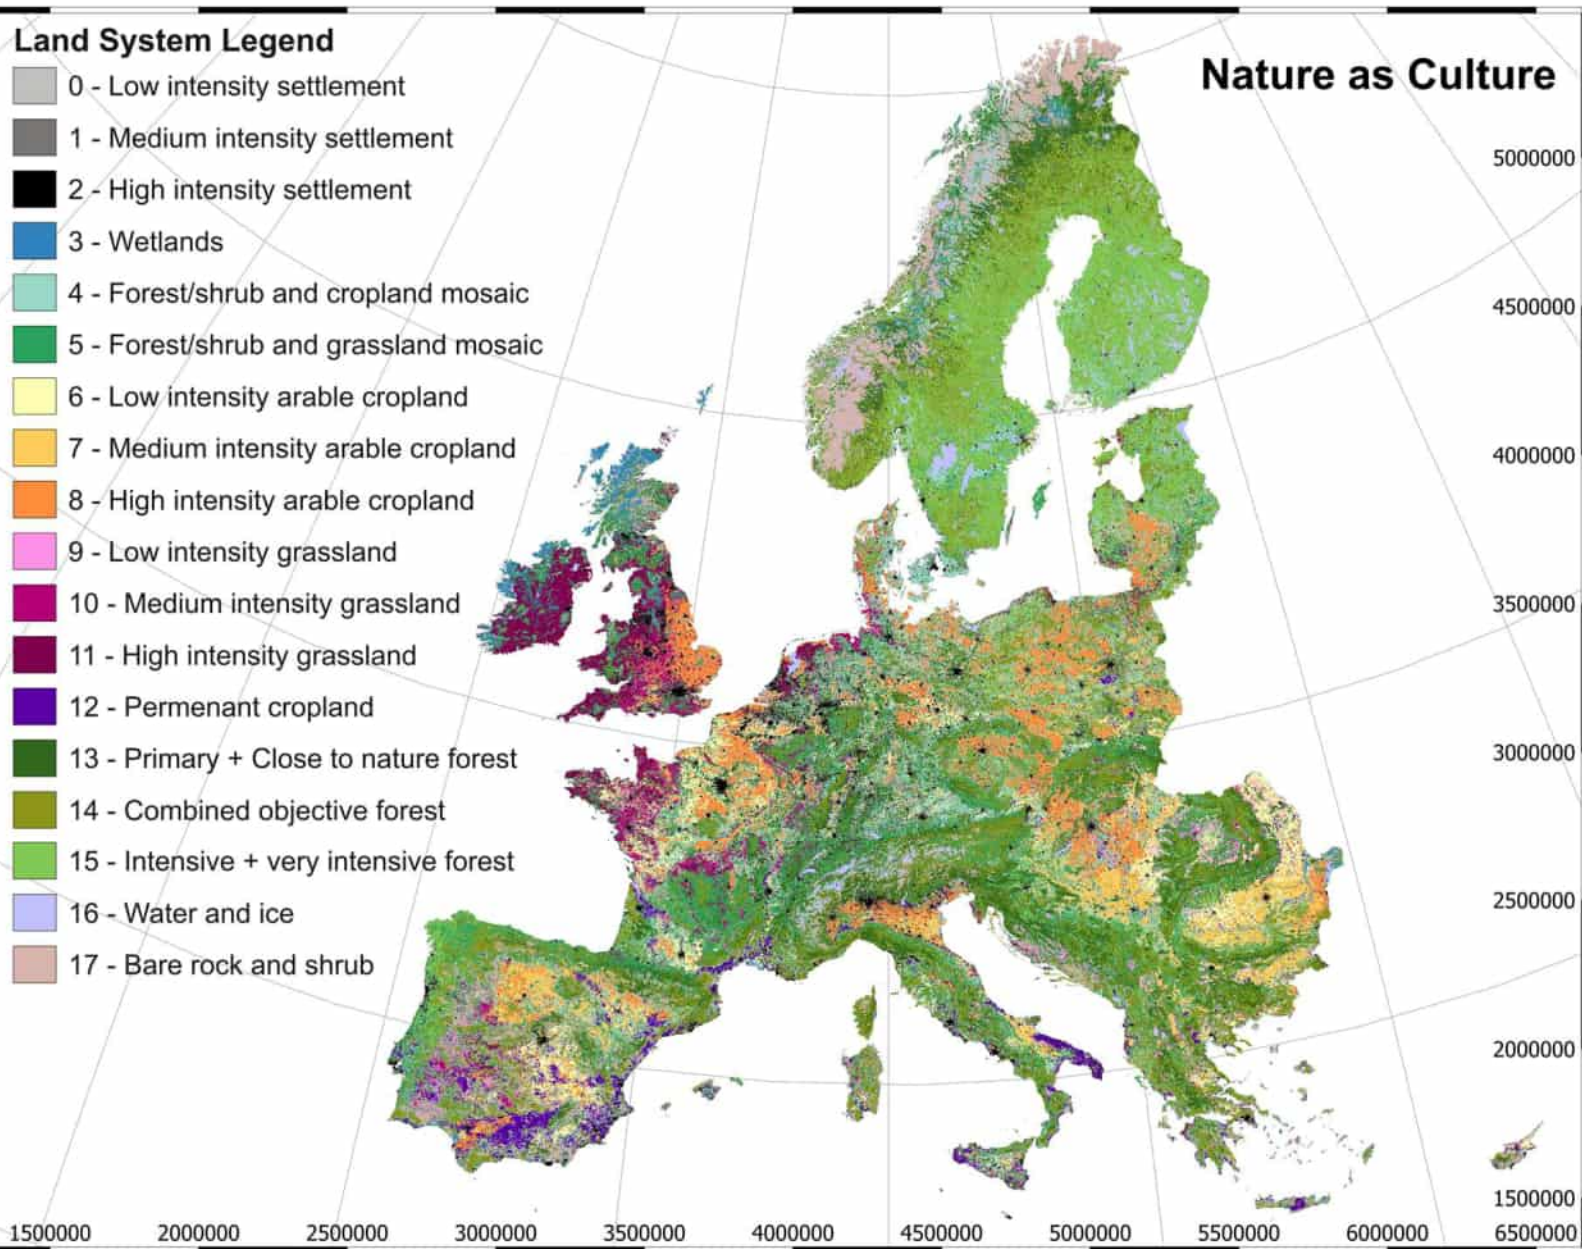 Land System Legend
Nature as Culture
0 - Low intensity settlement
1 - Medium intensity settlement
2 - High intensity settlement
3 - Wetlands
4 - Forest/shrub and cropland mosaic
5 - Forest/shrub and grassland mosaic
6 - Low intensity arable cropland
7 - Medium intensity arable cropland
8 - High intensity arable cropland
9 - Low intensity grassland
10 - Medium intensity grassland
11 - High intensity grassland
12 - Permenant cropland
13 - Primary + Close to nature forest
14 - Combined objective forest
15 - Intensive + very intensive forest
16 - Water and ice
17 - Bare rock and shrub
5000000
4500000
4000000
3500000
3000000
2500000
2000000
1500000
1500000 2000000 2500000 3000000 3500000 4000000 4500000 5000000 5500000 6000000 6500000